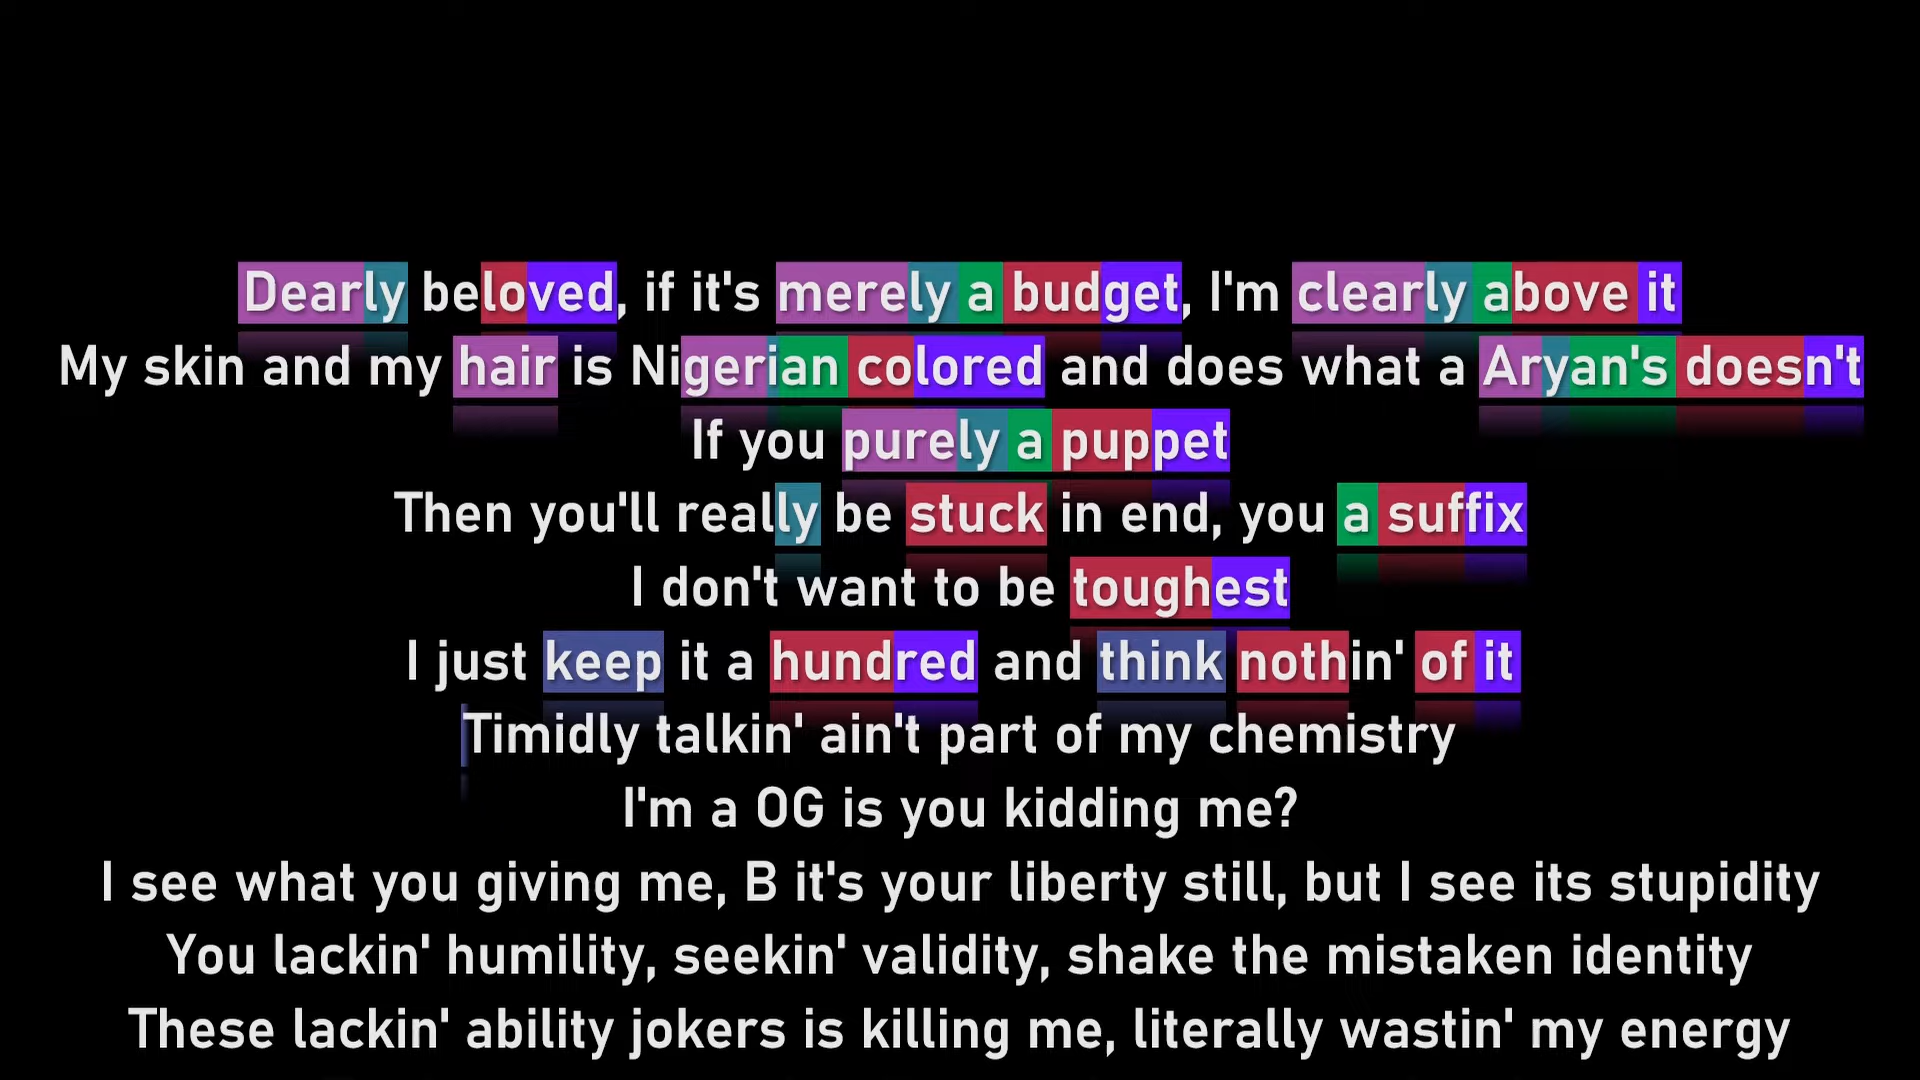 Dearly beloved, if it's merely a budget, I'm clearly above it
My skin and my hair is Nigerian colored and does what a Aryan's doesn't
If you purely a puppet
Then you'll really be stuck in end, you a suffix
I don't want to be toughest
I just keep it a hundred and think nothin' of it
Timidly talkin' ain't part of my chemistry
I'm a OG is you kidding me?
I see what you giving me, B it's your liberty still, but I see its stupidity
You lackin' humility, seekin' validity, shake the mistaken identity
These lackin' ability jokers is killing me, literally wastin' my energy